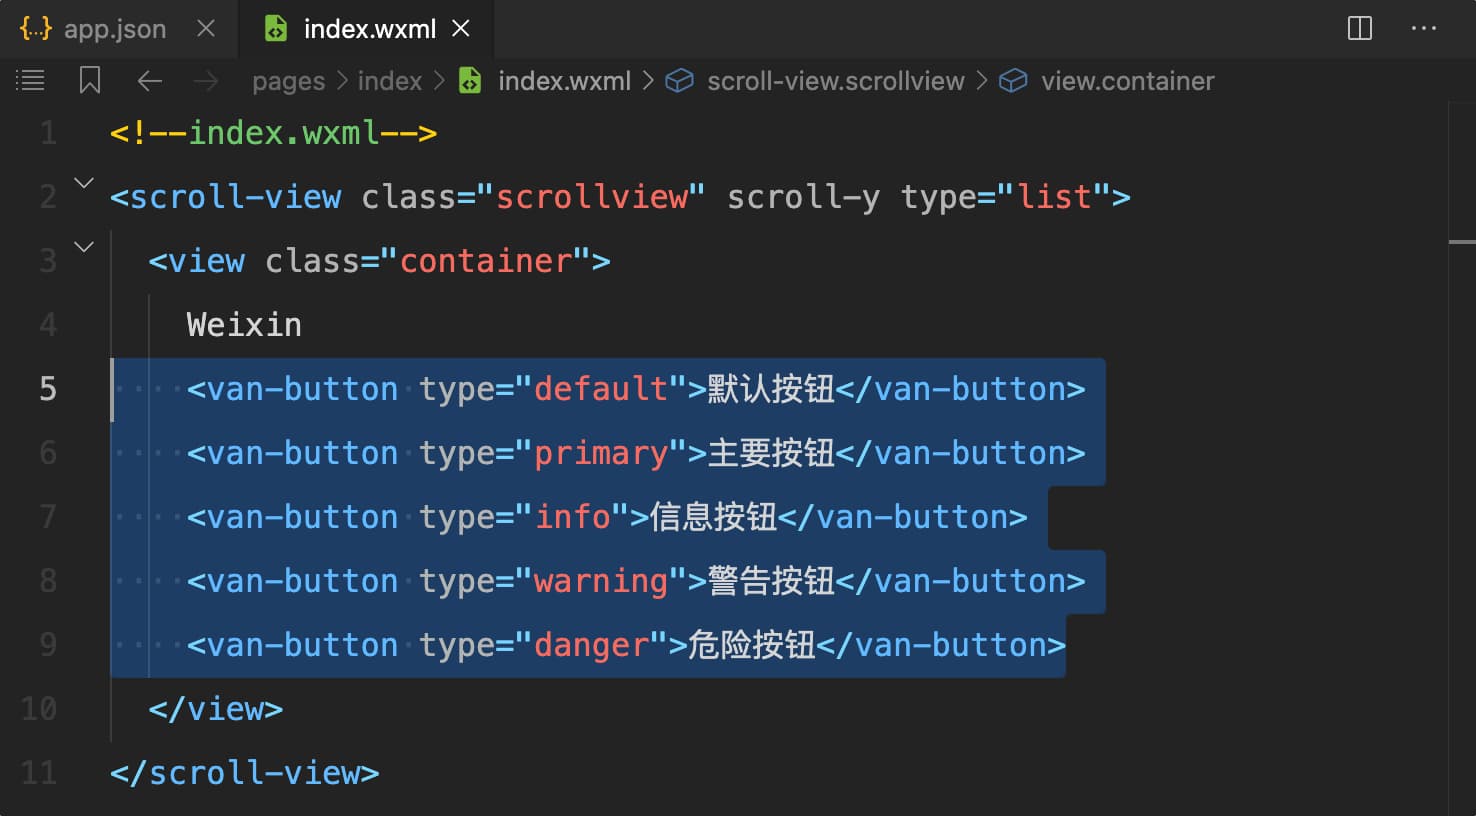 {...} app.json index.wxml
pages > index > index.wxml > scroll-view.scrollview > view.container
1 <!--index.wxml-->
2 <scroll-view class="scrollview" scroll-y type="list">
3 <view class="container">
4 Weixin
5 <van-button type="default">默认按钮</van-button>
6 <van-button type="primary">主要按钮</van-button>
7 <van-button type="info">信息按钮</van-button>
8 <van-button type="warning">警告按钮</van-button>
9 <van-button type="danger">危险按钮</van-button>
10 </view>
11 </scroll-view>